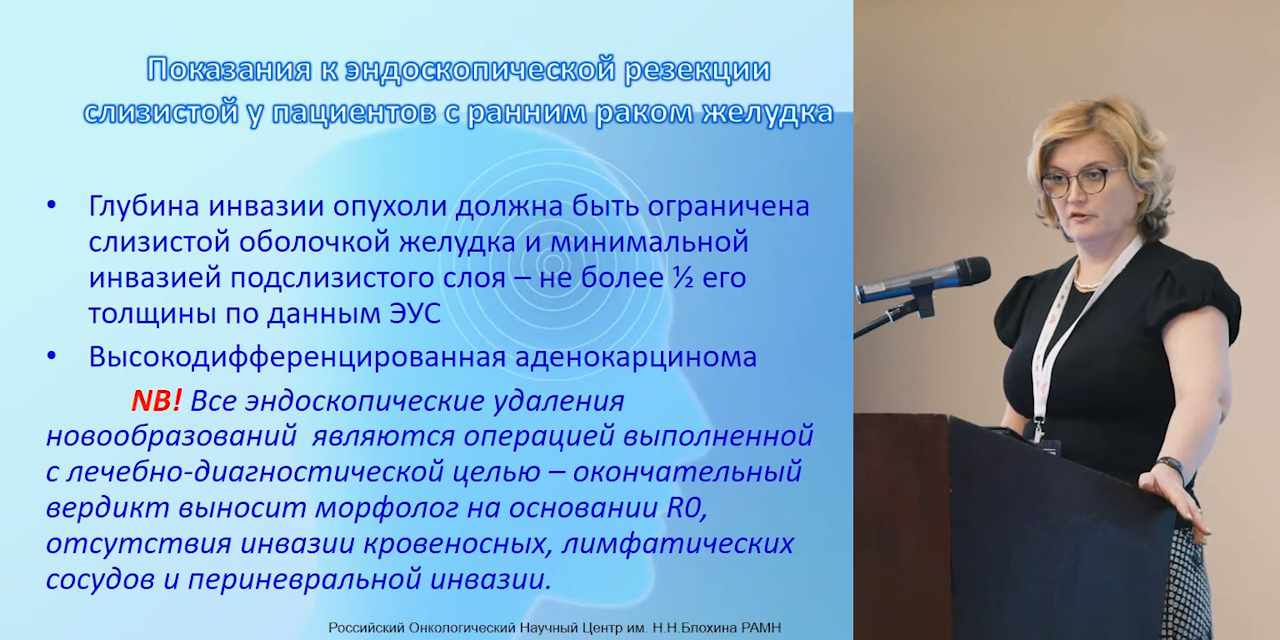 Показания к эндоскопической резекции
слизистой у пациентов с ранним раком желудка
• Глубина инвазии опухоли должна быть ограничена
слизистой оболочкой желудка и минимальной
инвазией подслизистого слоя – не более ½ его
толщины по данным ЭУС
• Высокодифференцированная аденокарцинома
NB! Все эндоскопические удаления
новообразований являются операцией выполненной
с лечебно-диагностической целью – окончательный
вердикт выносит морфолог на основании R0,
отсутствия инвазии кровеносных, лимфатических
сосудов и периневральной инвазии.
Российский Онкологический Научный Центр им. Н.Н.Блохина РАМН